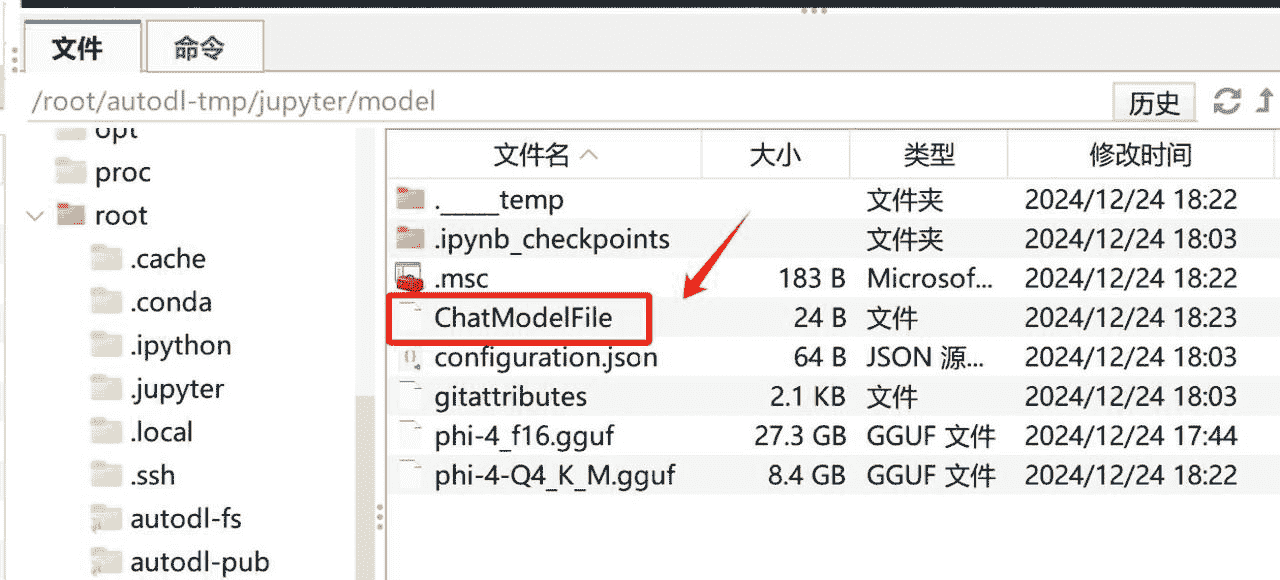 文件 命令
/root/autodl-tmp/jupyter/model 历史
opt
proc
root
.cache
.conda
.ipython
.jupyter
.local
.ssh
autodl-fs
autodl-pub
文件名 大小 类型 修改时间
._____temp 文件夹 2024/12/24 18:22
.ipynb_checkpoints 文件夹 2024/12/24 18:03
.msc 183 B Microsof... 2024/12/24 18:22
ChatModelFile 24 B 文件 2024/12/24 18:23
configuration.json 64 B JSON 源... 2024/12/24 18:03
gitattributes 2.1 KB 文件 2024/12/24 18:03
phi-4_f16.gguf 27.3 GB GGUF 文件 2024/12/24 17:44
phi-4-Q4_K_M.gguf 8.4 GB GGUF 文件 2024/12/24 18:22